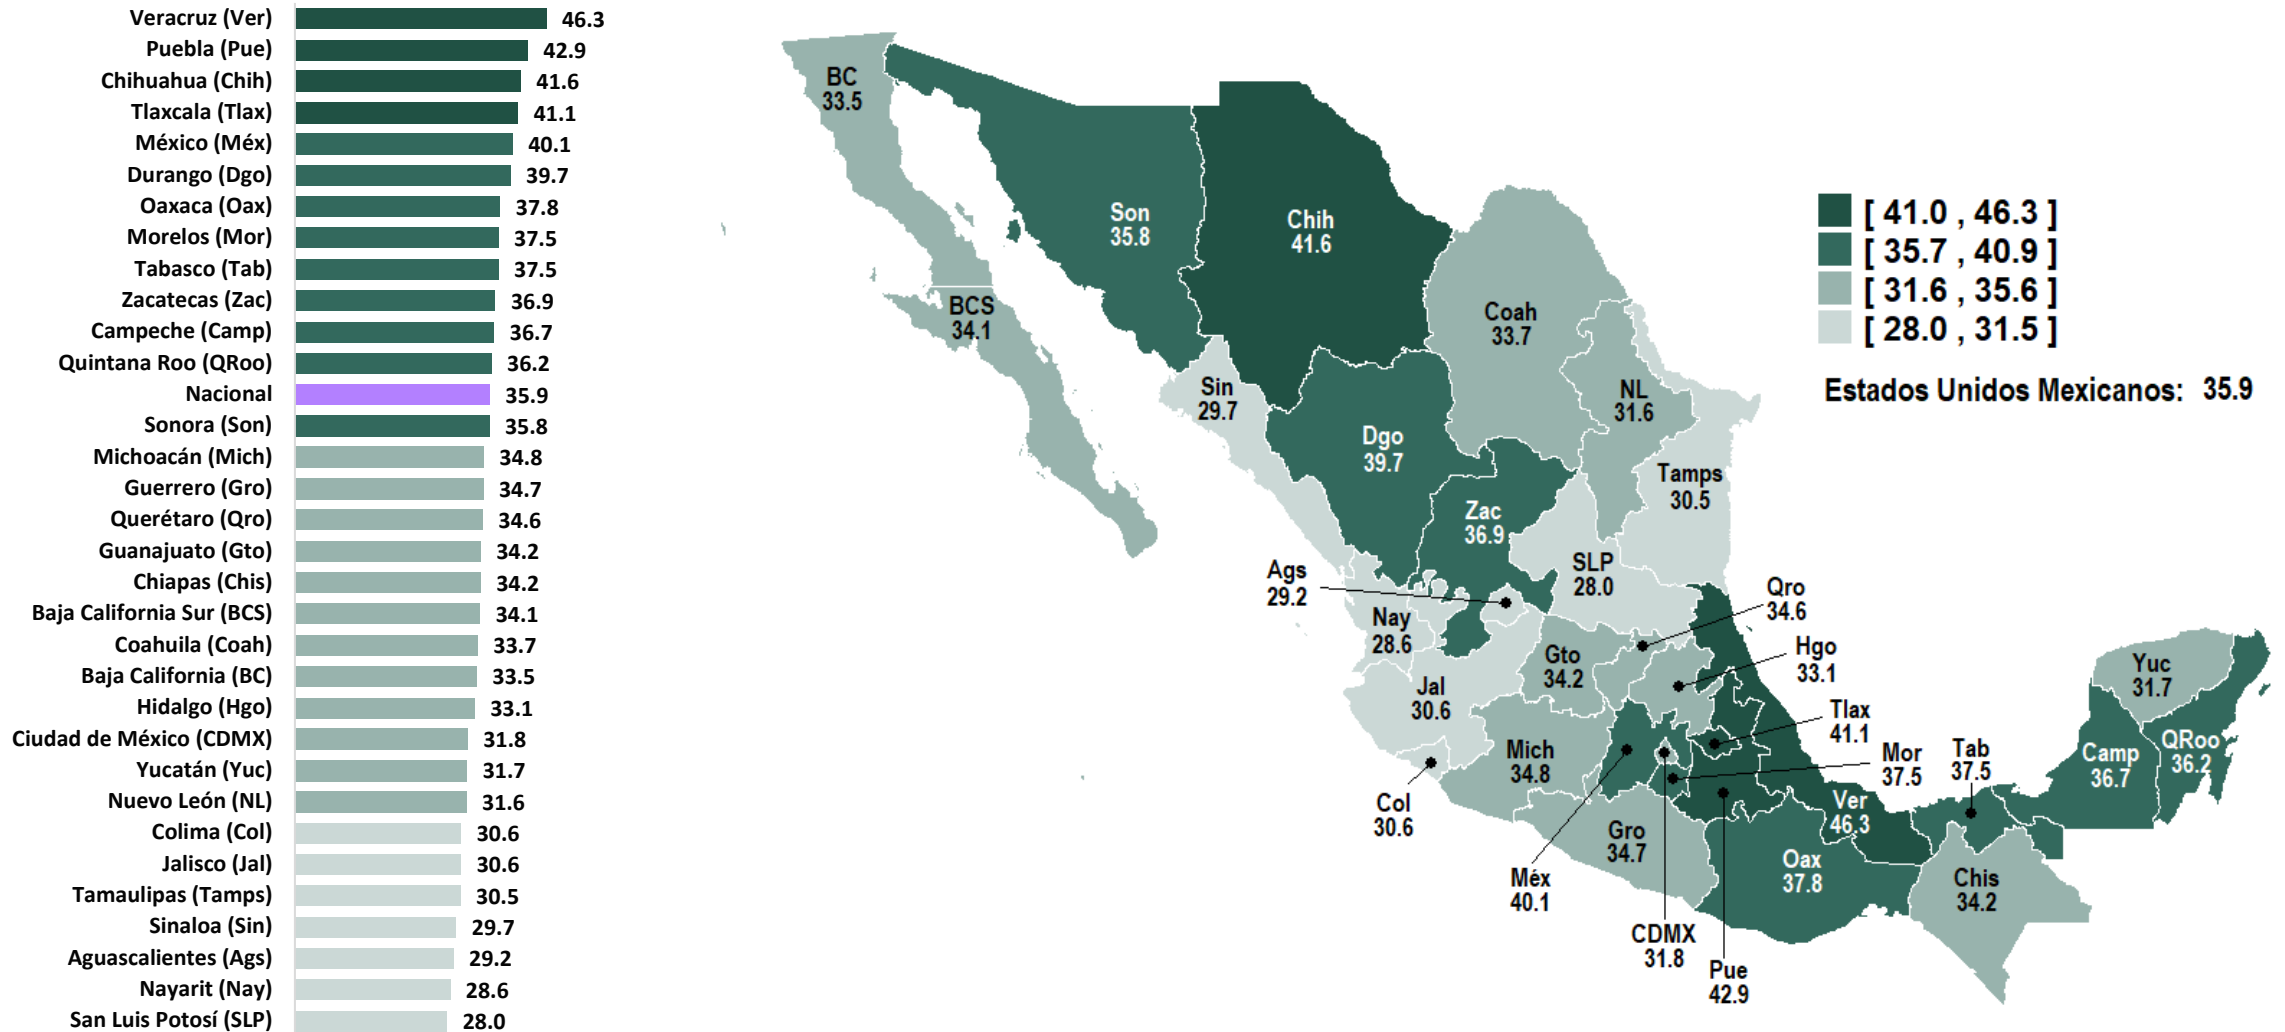 Veracruz (Ver) 46.3
Puebla (Pue) 42.9
Chihuahua (Chih) 41.6
Tlaxcala (Tlax) 41.1
México (Méx) 40.1
Durango (Dgo) 39.7
Oaxaca (Oax) 37.8
Morelos (Mor) 37.5
Tabasco (Tab) 37.5
Zacatecas (Zac) 36.9
Campeche (Camp) 36.7
Quintana Roo (QRoo) 36.2
Nacional 35.9
Sonora (Son) 35.8
Michoacán (Mich) 34.8
Guerrero (Gro) 34.7
Querétaro (Qro) 34.6
Guanajuato (Gto) 34.2
Chiapas (Chis) 34.2
Baja California Sur (BCS) 34.1
Coahuila (Coah) 33.7
Baja California (BC) 33.5
Hidalgo (Hgo) 33.1
Ciudad de México (CDMX) 31.8
Yucatán (Yuc) 31.7
Nuevo León (NL) 31.6
Colima (Col) 30.6
Jalisco (Jal) 30.6
Tamaulipas (Tamps) 30.5
Sinaloa (Sin) 29.7
Aguascalientes (Ags) 29.2
Nayarit (Nay) 28.6
San Luis Potosí (SLP) 28.0
BC
33.5
Son
35.8
Chih
41.6
BCS
34.1
Coah
33.7
Sin
29.7
NL
31.6
Dgo
39.7
Tamps
30.5
Zac
36.9
SLP
28.0
Ags
29.2
Qro
34.6
Nay
28.6
Hgo
33.1
Gto
34.2
Yuc
31.7
Jal
30.6
Tlax
41.1
Mich
34.8
Mor
37.5
Tab
37.5
Camp
36.7
QRoo
36.2
Col
30.6
Ver
46.3
Gro
34.7
Oax
37.8
Méx
40.1
Chis
34.2
CDMX
31.8
Pue
42.9
[ 41.0 , 46.3 ]
[ 35.7 , 40.9 ]
[ 31.6 , 35.6 ]
[ 28.0 , 31.5 ]
Estados Unidos Mexicanos: 35.9